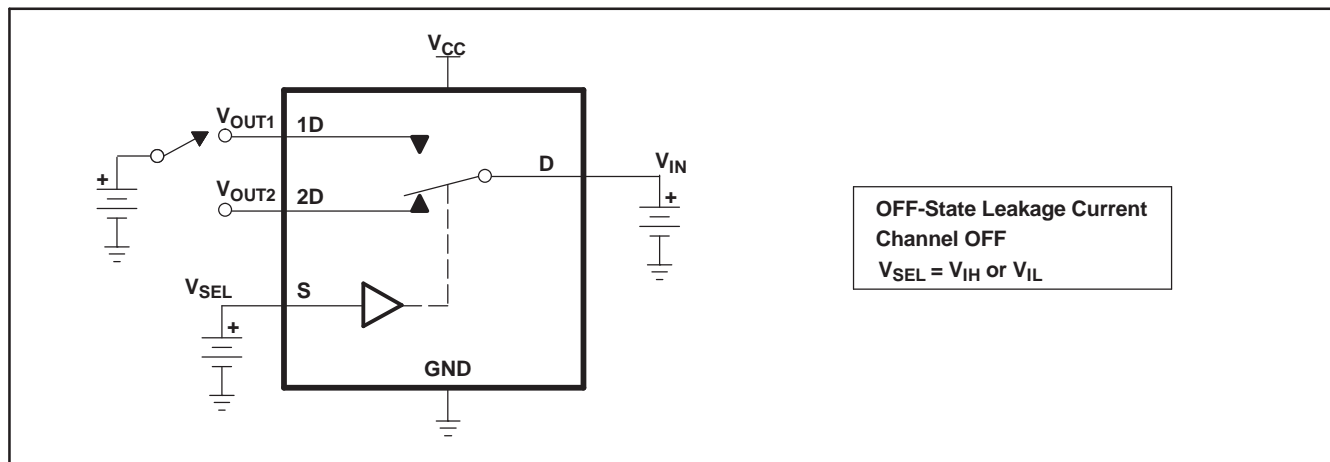 VCC
VOUT1 1D
+
D VIN
VOUT2 2D
+
OFF-State Leakage Current
Channel OFF
VSEL = VIH or VIL
VSEL S
+
GND